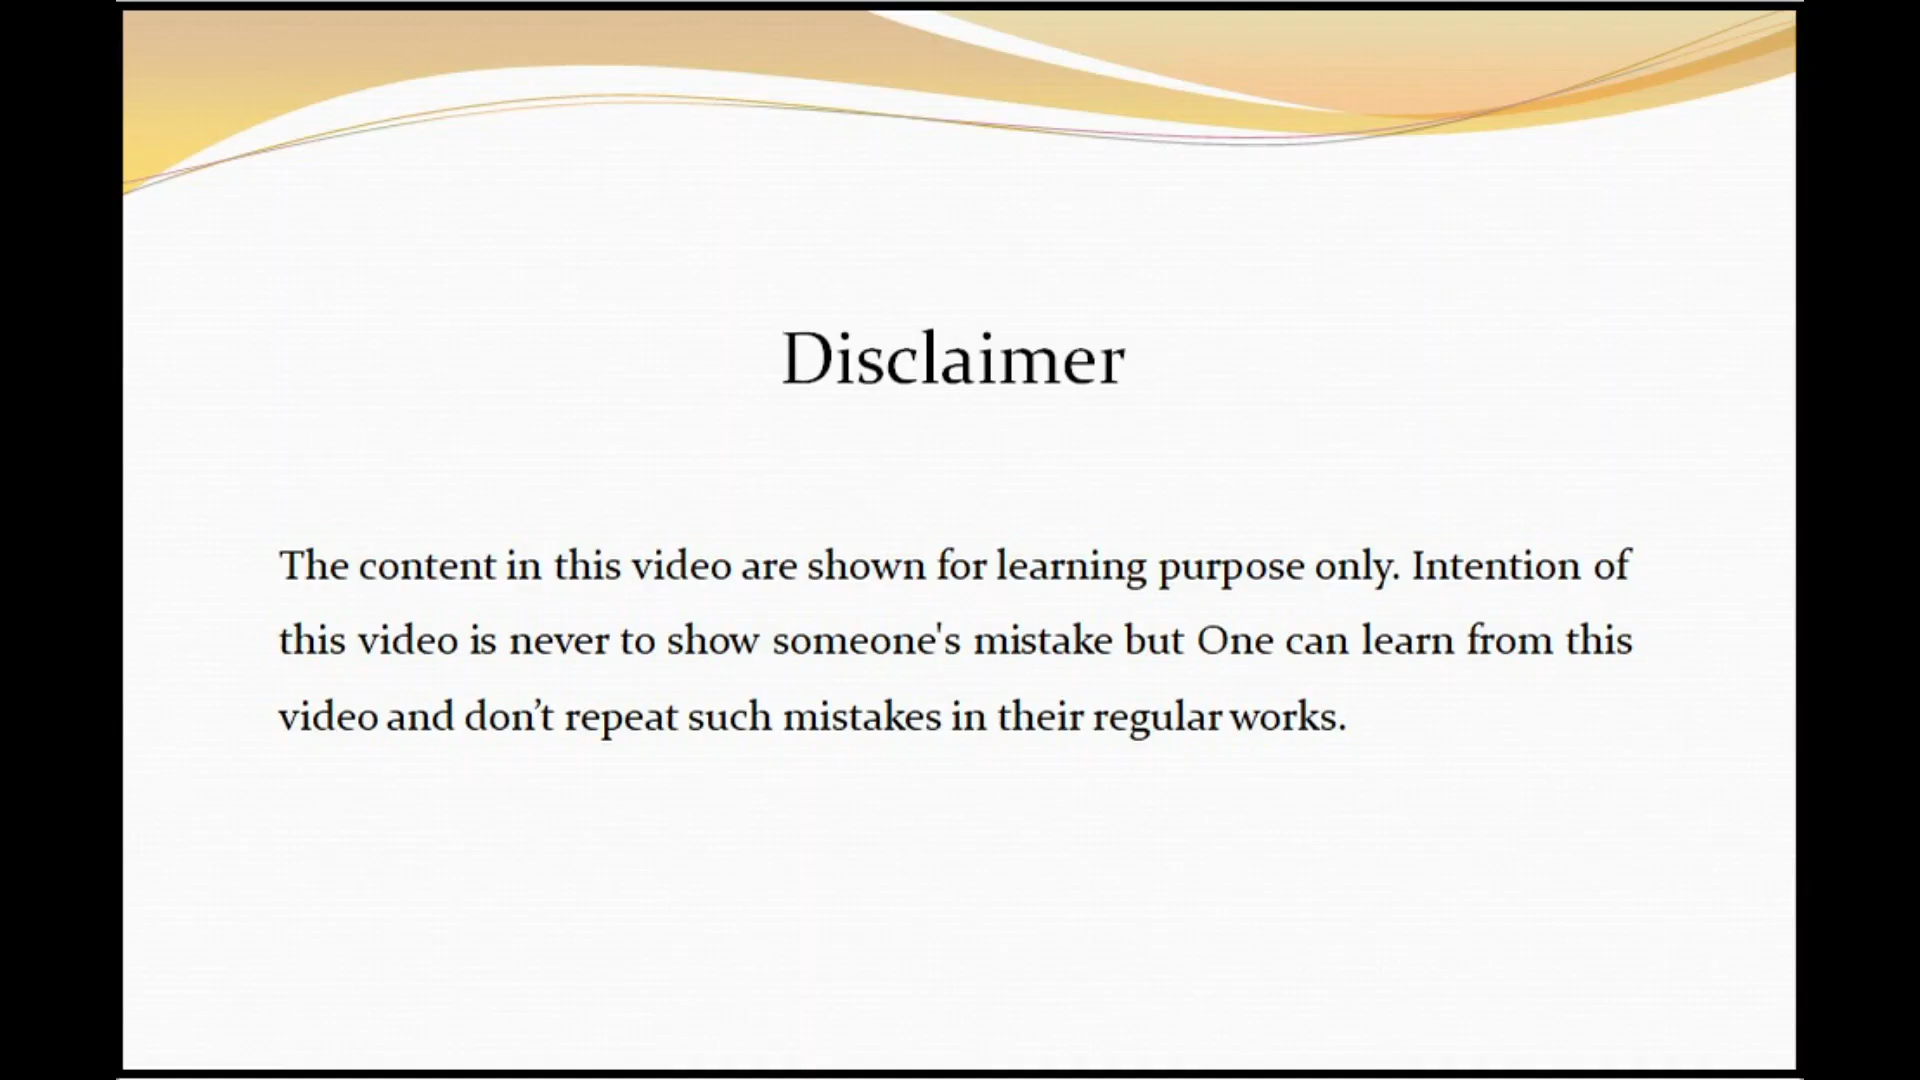 Disclaimer
The content in this video are shown for learning purpose only. Intention of
this video is never to show someone's mistake but One can learn from this
video and don’t repeat such mistakes in their regular works.